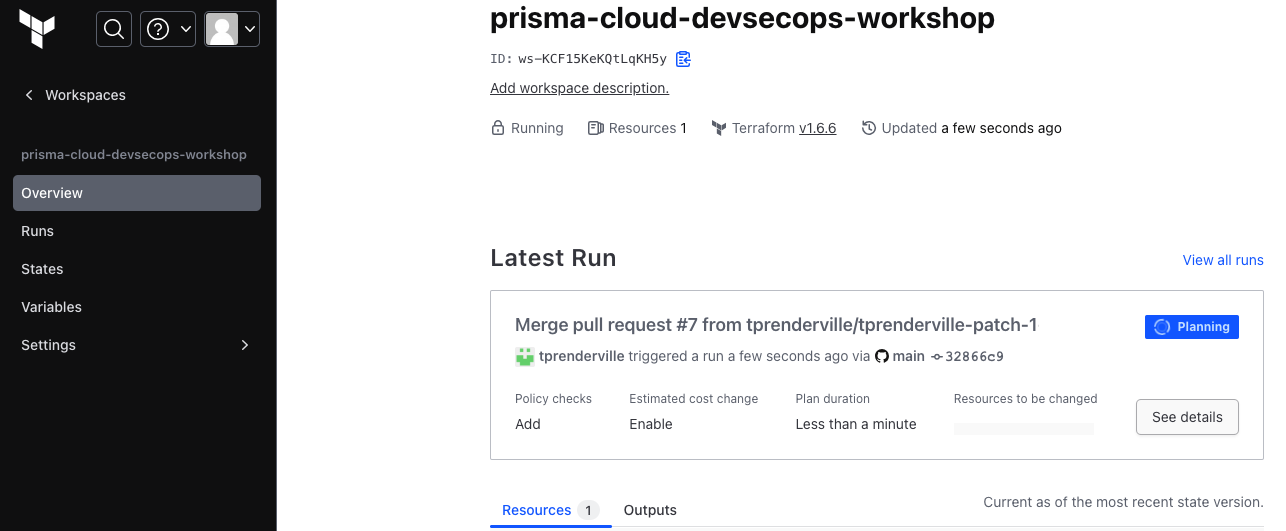 Workspaces
prisma-cloud-devsecops-workshop
Overview
Runs
States
Variables
Settings
prisma-cloud-devsecops-workshop
ID: ws-KCF15KeKQtLqKH5y
Add workspace description.
Running Resources 1 Terraform v1.6.6 Updated a few seconds ago
Latest Run
View all runs
Merge pull request #7 from tprenderville/tprenderville-patch-1
Planning
tprenderville triggered a run a few seconds ago via main 32866c9
Policy checks Estimated cost change Plan duration Resources to be changed
Add Enable Less than a minute
See details
Resources 1 Outputs
Current as of the most recent state version.